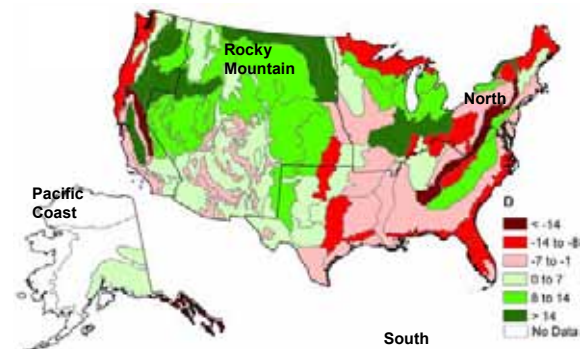 Rocky
Mountain
North
Pacific
Coast
D
< -14
-14 to -8
-7 to -1
0 to 7
8 to 14
> 14
No Data
South